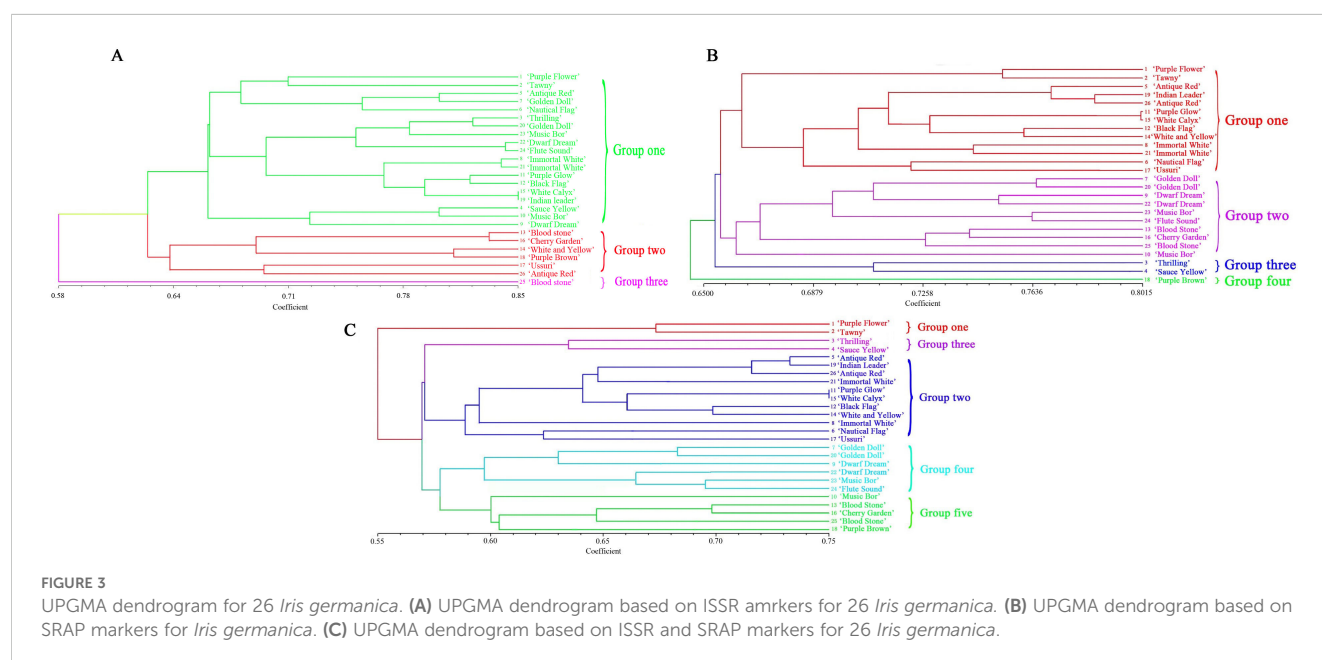 A
1 ‘Purple Flower’
2 ‘Tawny’
5 ‘Antique Red’
7 ‘Golden Doll’
6 ‘Nautical Flag’
3 ‘Thrilling’
20 ‘Golden Doll’
23 ‘Music Bor’
22 ‘Dwarf Dream’
24 ‘Flute Sound’
8 ‘Immortal White’
21 ‘Immortal White’
11 ‘Purple Glow’
12 ‘Black Flag’
15 ‘White Calyx’
19 ‘Indian leader’
4 ‘Sauce Yellow’
10 ‘Music Bor’
9 ‘Dwarf Dream’
13 ‘Blood stone’
16 ‘Cherry Garden’
14 ‘White and Yellow’
18 ‘Purple Brown’
17 ‘Ussuri’
26 ‘Antique Red’
25 ‘Blood stone’
Group one
Group two
Group three
0.58 0.64 0.71 0.78 0.85
Coefficient
B
1 ‘Purple Flower’
2 ‘Tawny’
5 ‘Antique Red’
19 ‘Indian Leader’
26 ‘Antique Red’
11 ‘Purple Glow’
15 ‘White Calyx’
12 ‘Black Flag’
14 ‘White and Yellow’
8 ‘Immortal White’
21 ‘Immortal White’
6 ‘Nautical Flag’
17 ‘Ussuri’
7 ‘Golden Doll’
20 ‘Golden Doll’
9 ‘Dwarf Dream’
22 ‘Dwarf Dream’
23 ‘Music Bor’
24 ‘Flute Sound’
13 ‘Blood Stone’
16 ‘Cherry Garden’
25 ‘Blood Stone’
10 ‘Music Bor’
3 ‘Thrilling’
4 ‘Sauce Yellow’
18 ‘Purple Brown’
Group one
Group two
Group three
Group four
0.6500 0.6879 0.7258 0.7636 0.8015
Coefficient
C
1 ‘Purple Flower’
2 ‘Tawny’
3 ‘Thrilling’
4 ‘Sauce Yellow’
5 ‘Antique Red’
19 ‘Indian Leader’
26 ‘Antique Red’
21 ‘Immortal White’
11 ‘Purple Glow’
15 ‘White Calyx’
12 ‘Black Flag’
14 ‘White and Yellow’
8 ‘Immortal White’
6 ‘Nautical Flag’
17 ‘Ussuri’
7 ‘Golden Doll’
20 ‘Golden Doll’
9 ‘Dwarf Dream’
22 ‘Dwarf Dream’
23 ‘Music Bor’
24 ‘Flute Sound’
10 ‘Music Bor’
13 ‘Blood Stone’
16 ‘Cherry Garden’
25 ‘Blood Stone’
18 ‘Purple Brown’
Group one
Group three
Group two
Group four
Group five
0.55 0.60 0.65 0.70 0.75
Coefficient
FIGURE 3
UPGMA dendrogram for 26 Iris germanica. (A) UPGMA dendrogram based on ISSR amrkers for 26 Iris germanica. (B) UPGMA dendrogram based on
SRAP markers for Iris germanica. (C) UPGMA dendrogram based on ISSR and SRAP markers for 26 Iris germanica.